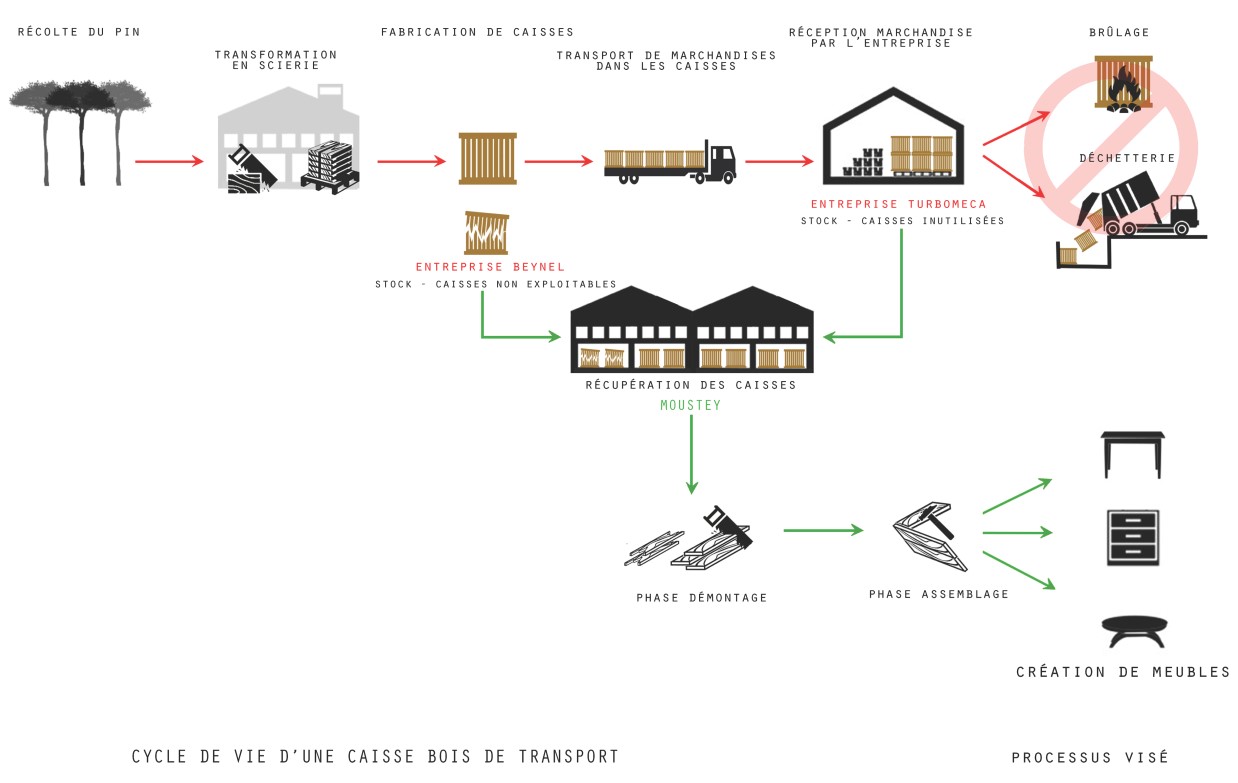 RÉCOLTE DU PIN
TRANSFORMATION
EN SCIERIE
FABRICATION DE CAISSES
TRANSPORT DE MARCHANDISES
DANS LES CAISSES
RÉCEPTION MARCHANDISE
PAR L'ENTREPRISE
BRÛLAGE
DÉCHETTERIE
ENTREPRISE TURBOMECA
STOCK - CAISSES INUTILISÉES
ENTREPRISE BEYNEL
STOCK - CAISSES NON EXPLOITABLES
RÉCUPÉRATION DES CAISSES
MOUSTEY
PHASE DÉMONTAGE
PHASE ASSEMBLAGE
CRÉATION DE MEUBLES
CYCLE DE VIE D'UNE CAISSE BOIS DE TRANSPORT
PROCESSUS VISÉ